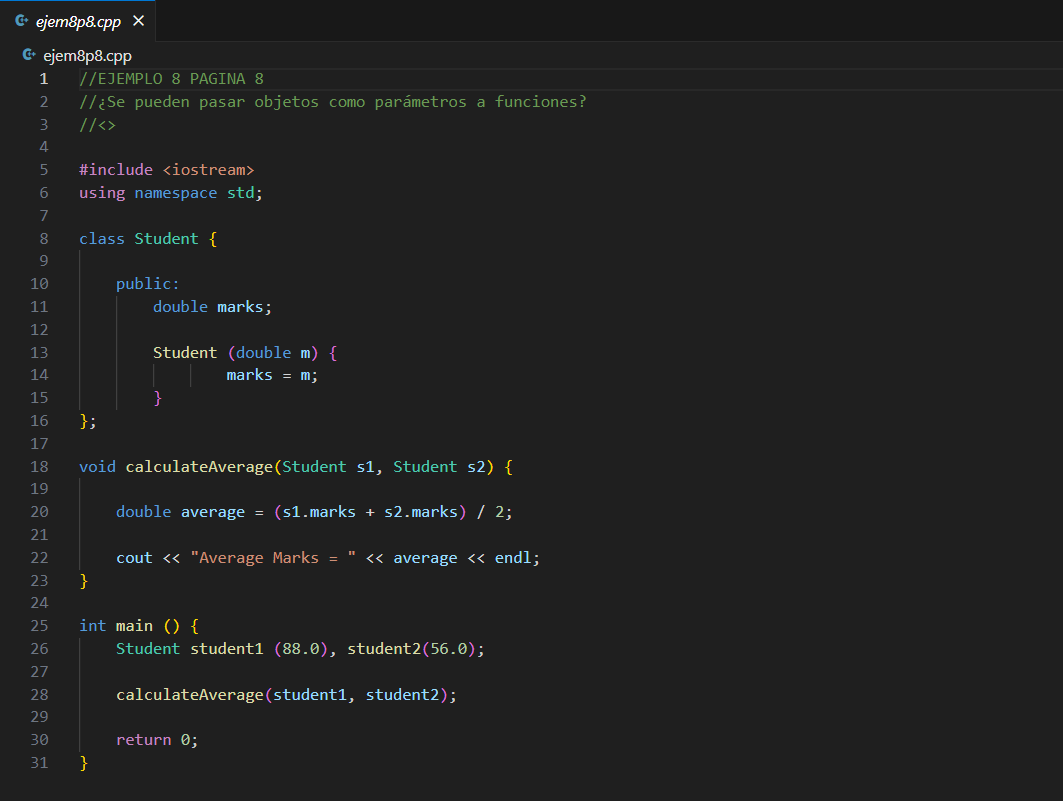 ejem8p8.cpp ×
ejem8p8.cpp
1 //EJEMPLO 8 PAGINA 8
2 //¿Se pueden pasar objetos como parámetros a funciones?
3 //<>
4
5 #include <iostream>
6 using namespace std;
7
8 class Student {
9
10     public:
11         double marks;
12
13         Student (double m) {
14                 marks = m;
15         }
16 };
17
18 void calculateAverage(Student s1, Student s2) {
19
20     double average = (s1.marks + s2.marks) / 2;
21
22     cout << "Average Marks = " << average << endl;
23 }
24
25 int main () {
26     Student student1 (88.0), student2(56.0);
27
28     calculateAverage(student1, student2);
29
30     return 0;
31 }